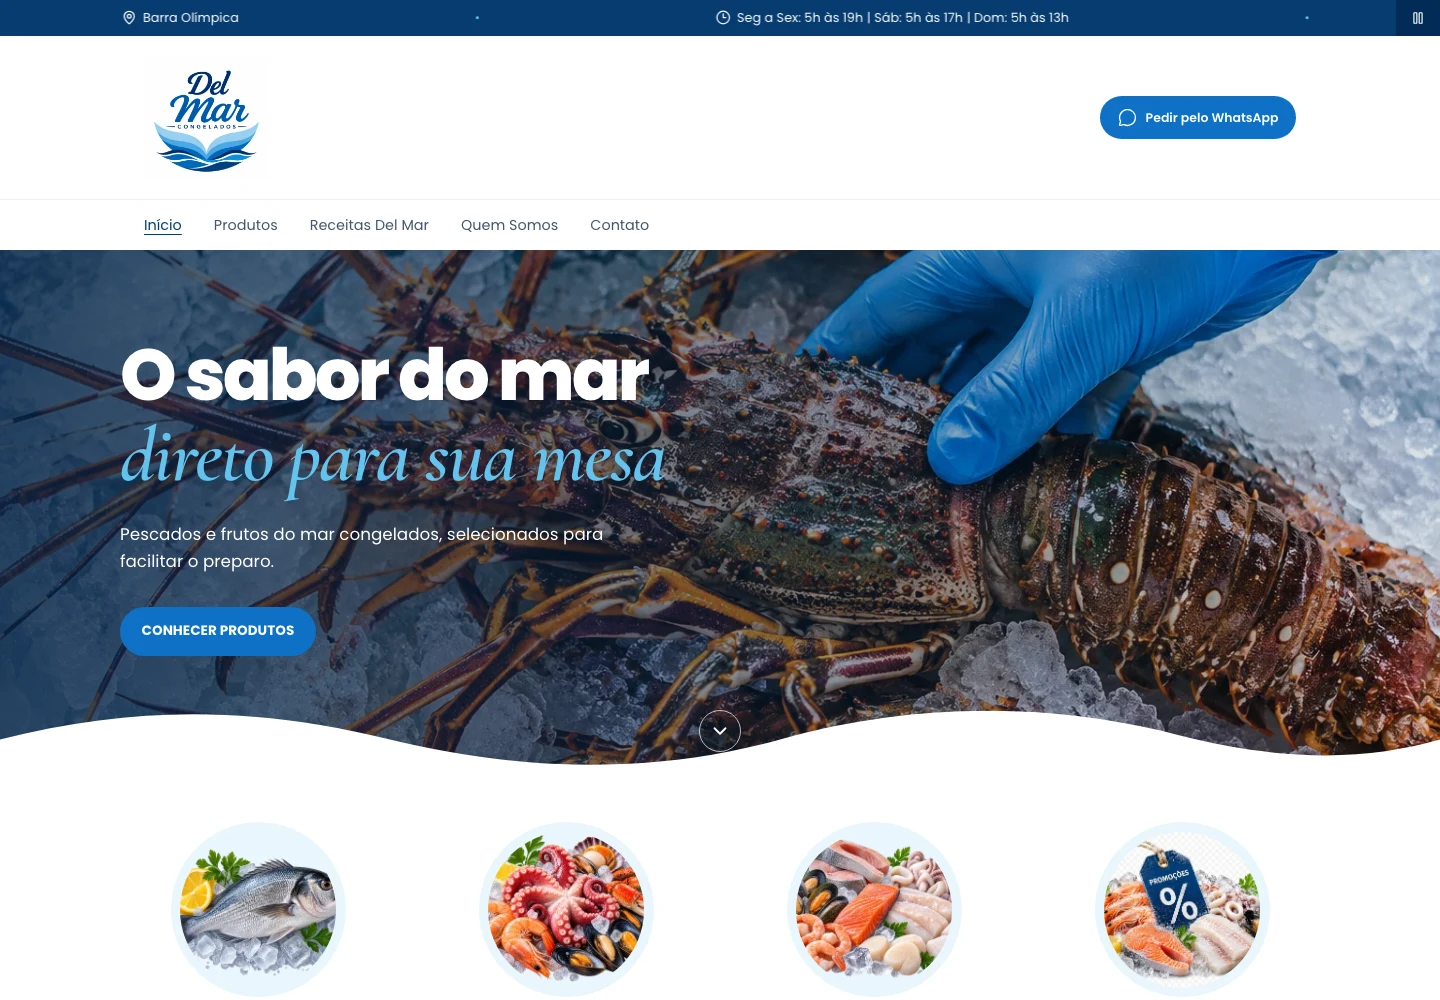 Barra Olímpica
Seg a Sex: 5h às 19h | Sáb: 5h às 17h | Dom: 5h às 13h
Del
Mar
CONGELADOS
Pedir pelo WhatsApp
Início
Produtos
Receitas Del Mar
Quem Somos
Contato
O sabor do mar
direto para sua mesa
Pescados e frutos do mar congelados, selecionados para
facilitar o preparo.
CONHECER PRODUTOS
PROMOÇÕES
%